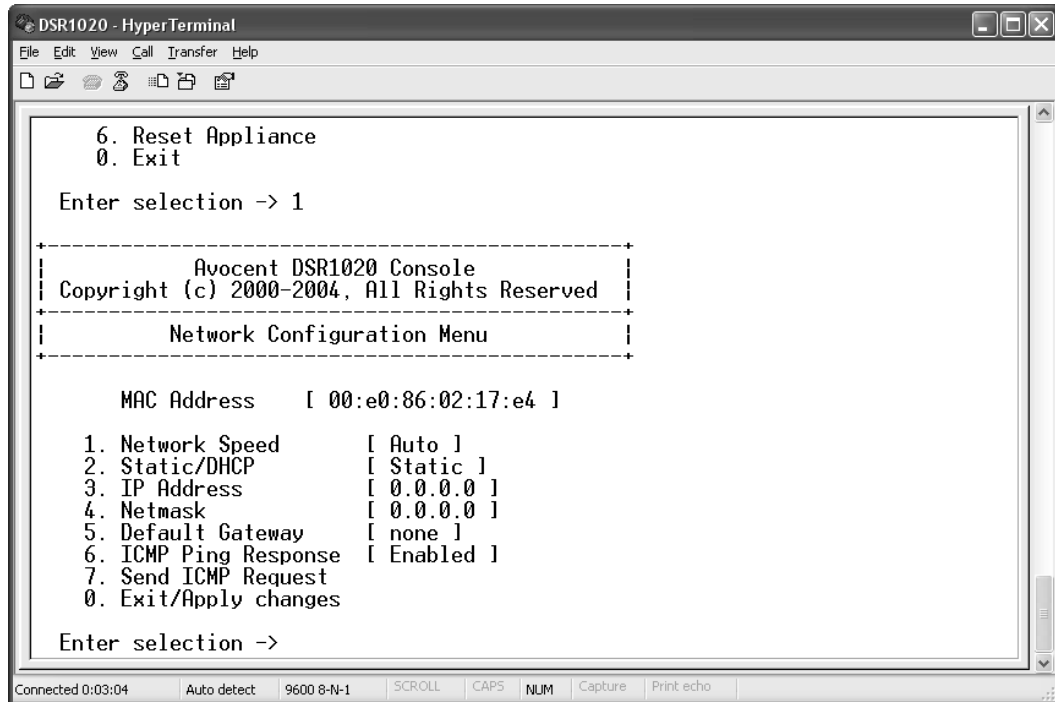 DSR1020 - HyperTerminal
File Edit View Call Transfer Help
6. Reset Appliance
0. Exit
Enter selection -> 1
+-----------------------------------------------+
| Avocent DSR1020 Console |
| Copyright (c) 2000-2004, All Rights Reserved |
+-----------------------------------------------+
| Network Configuration Menu |
+-----------------------------------------------+
MAC Address [ 00:e0:86:02:17:e4 ]
1. Network Speed [ Auto ]
2. Static/DHCP [ Static ]
3. IP Address [ 0.0.0.0 ]
4. Netmask [ 0.0.0.0 ]
5. Default Gateway [ none ]
6. ICMP Ping Response [ Enabled ]
7. Send ICMP Request
0. Exit/Apply changes
Enter selection ->
Connected 0:03:04 Auto detect 9600 8-N-1 SCROLL CAPS NUM Capture Print echo